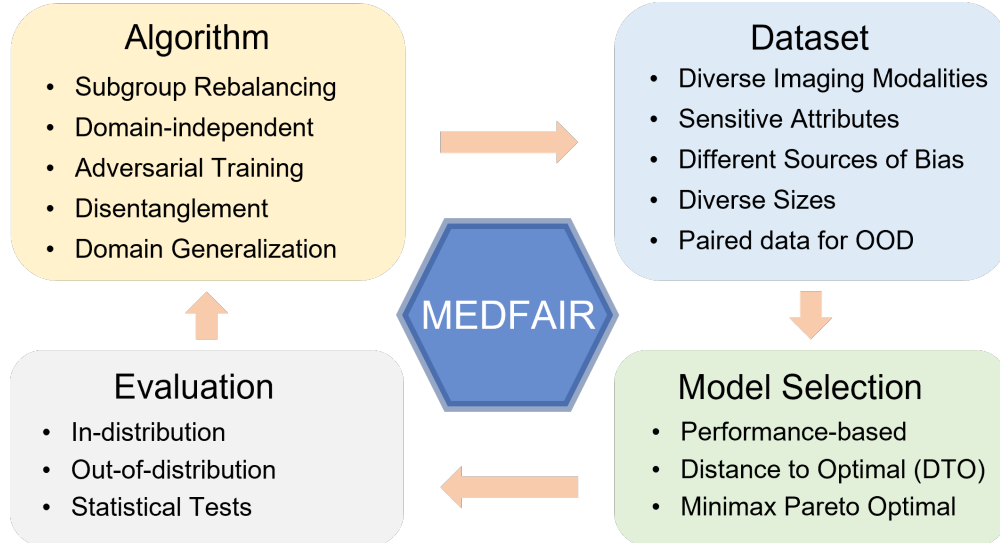 Algorithm
• Subgroup Rebalancing
• Domain-independent
• Adversarial Training
• Disentanglement
• Domain Generalization
Dataset
• Diverse Imaging Modalities
• Sensitive Attributes
• Different Sources of Bias
• Diverse Sizes
• Paired data for OOD
MEDFAIR
Evaluation
• In-distribution
• Out-of-distribution
• Statistical Tests
Model Selection
• Performance-based
• Distance to Optimal (DTO)
• Minimax Pareto Optimal